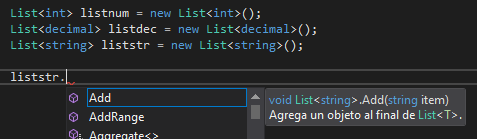 List<int> listnum = new List<int>();
List<decimal> listdec = new List<decimal>();
List<string> liststr = new List<string>();
liststr.
Add
void List<string>.Add(string item)
AddRange
Agrega un objeto al final de List<T>.
Aggregate<>